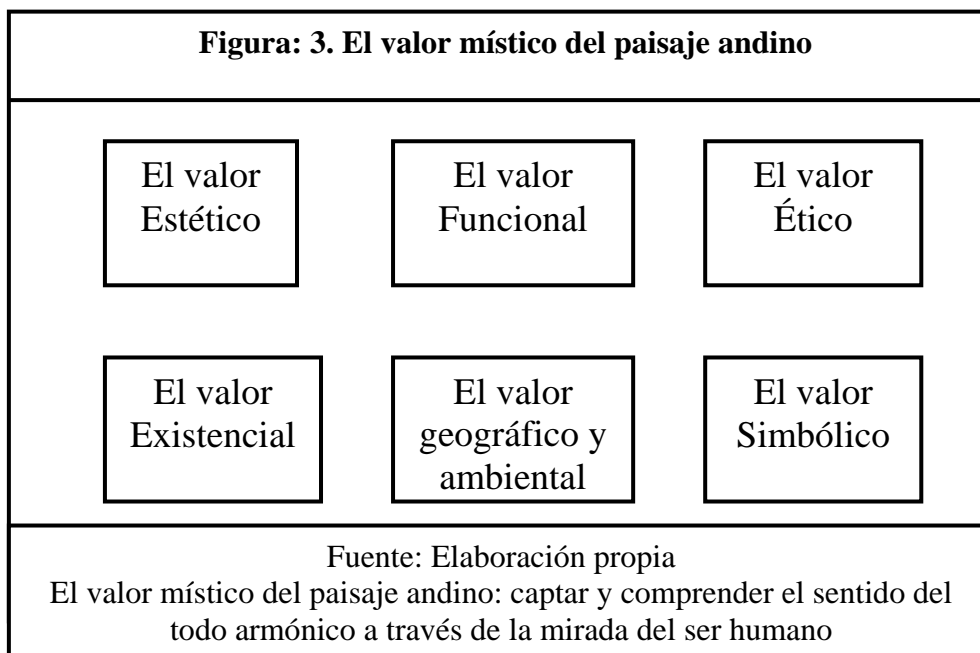 Figura: 3. El valor místico del paisaje andino
El valor
Estético
El valor
Funcional
El valor
Ético
El valor
Existencial
El valor
geográfico y
ambiental
El valor
Simbólico
Fuente: Elaboración propia
El valor místico del paisaje andino: captar y comprender el sentido del
todo armónico a través de la mirada del ser humano